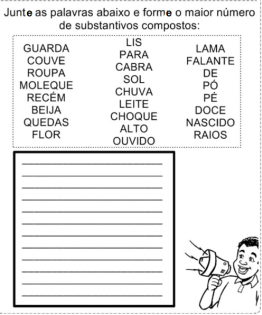 Junte as palavras abaixo e forme o maior número
de substantivos compostos:
GUARDA
COUVE
ROUPA
MOLEQUE
RECÉM
BEIJA
QUEDAS
FLOR
LIS
PARA
CABRA
SOL
CHUVA
LEITE
CHOQUE
ALTO
OUVIDO
LAMA
FALANTE
DE
PÓ
PÉ
DOCE
NASCIDO
RAIOS